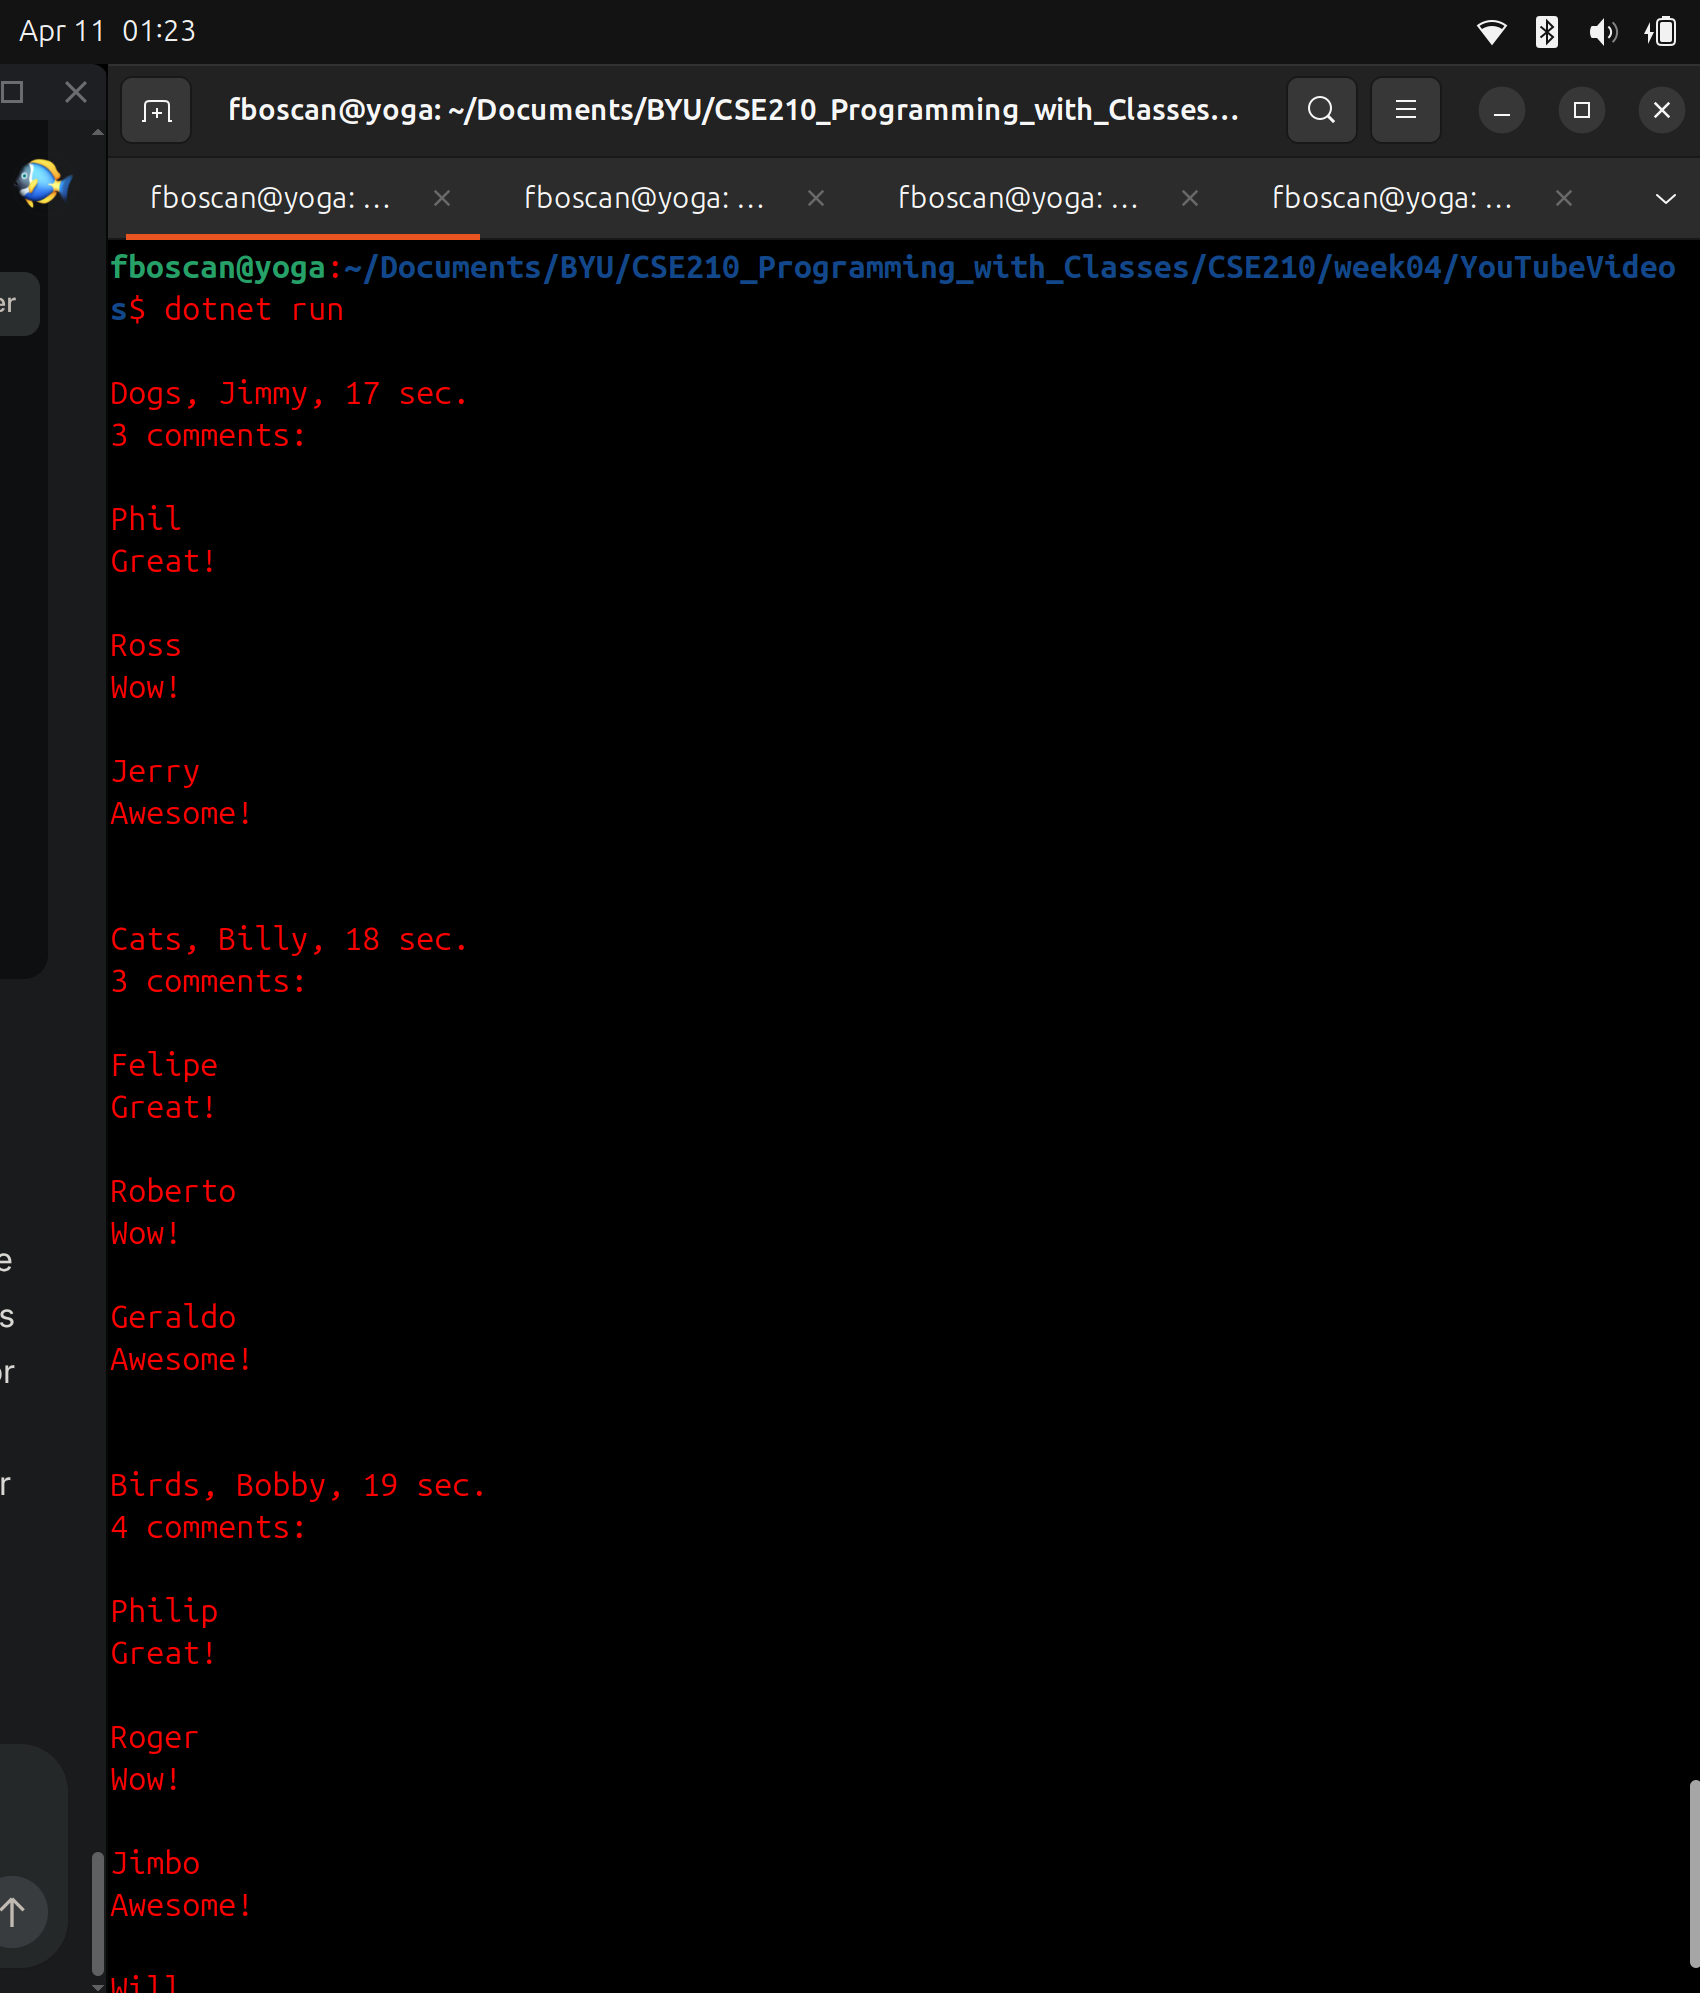 Apr 11 01:23
fboscan@yoga: ~/Documents/BYU/CSE210_Programming_with_Classes...
fboscan@yoga: ... fboscan@yoga: ... fboscan@yoga: ... fboscan@yoga: ...
fboscan@yoga:~/Documents/BYU/CSE210_Programming_with_Classes/CSE210/week04/YouTubeVideo
s$ dotnet run
Dogs, Jimmy, 17 sec.
3 comments:
Phil
Great!
Ross
Wow!
Jerry
Awesome!
Cats, Billy, 18 sec.
3 comments:
Felipe
Great!
Roberto
Wow!
Geraldo
Awesome!
Birds, Bobby, 19 sec.
4 comments:
Philip
Great!
Roger
Wow!
Jimbo
Awesome!
Will